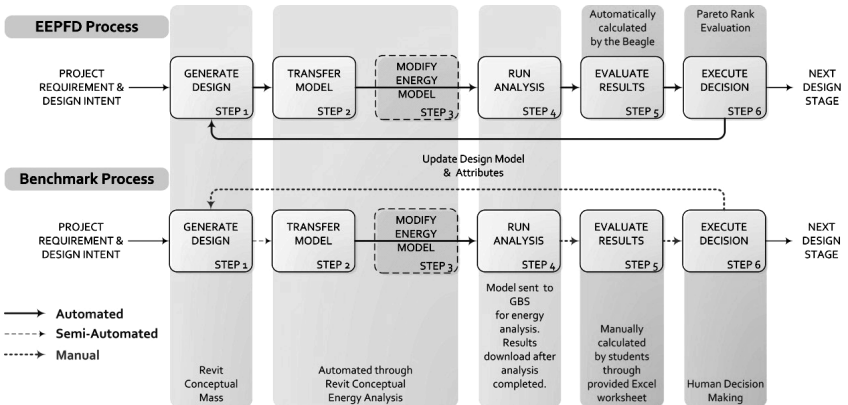 EEPFD Process
Automatically
calculated
by the Beagle
Pareto Rank
Evaluation
PROJECT
REQUIREMENT &
DESIGN INTENT
GENERATE
DESIGN
STEP 1
TRANSFER
MODEL
STEP 2
MODIFY
ENERGY
MODEL
STEP 3
RUN
ANALYSIS
STEP 4
EVALUATE
RESULTS
STEP 5
EXECUTE
DECISION
STEP 6
NEXT
DESIGN
STAGE
Update Design Model
& Attributes
Benchmark Process
PROJECT
REQUIREMENT &
DESIGN INTENT
GENERATE
DESIGN
STEP 1
TRANSFER
MODEL
STEP 2
MODIFY
ENERGY
MODEL
STEP 3
RUN
ANALYSIS
STEP 4
EVALUATE
RESULTS
STEP 5
EXECUTE
DECISION
STEP 6
NEXT
DESIGN
STAGE
Automated
Semi-Automated
Manual
Revit
Conceptual
Mass
Automated through
Revit Conceptual
Energy Analysis
Model sent to
GBS
for energy
analysis.
Results
download after
analysis
completed.
Manually
calculated
by students
through
provided Excel
worksheet
Human Decision
Making